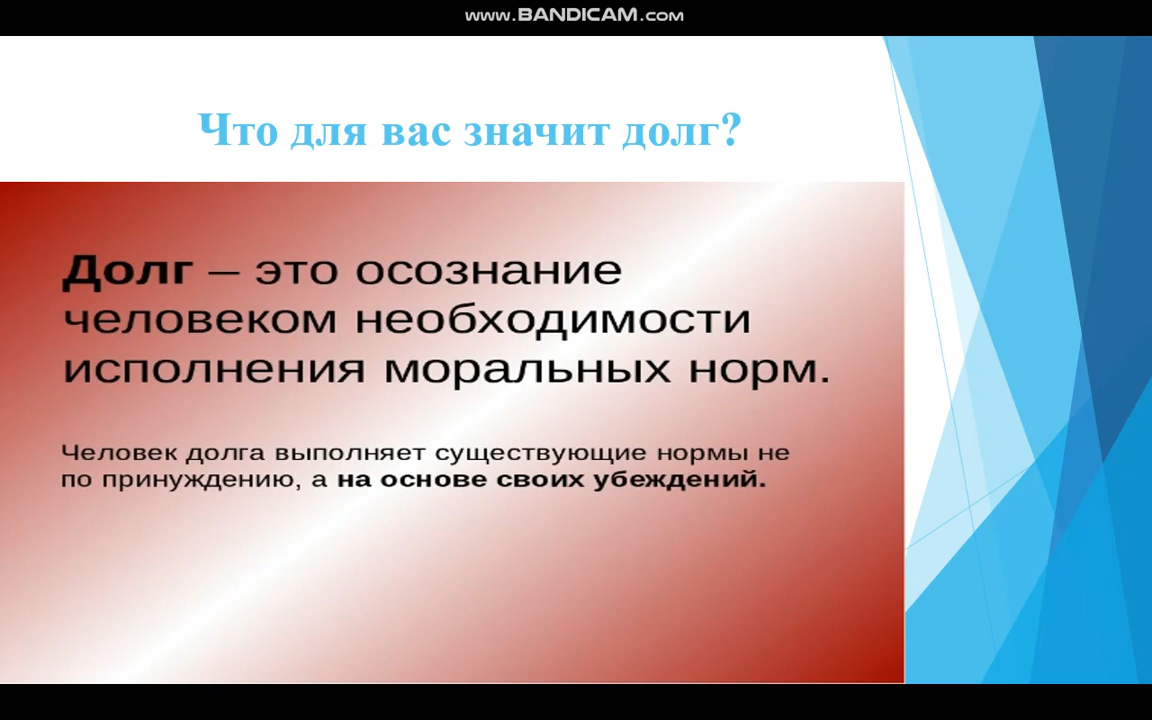 www.BANDICAM.com
Что для вас значит долг?
Долг – это осознание
человеком необходимости
исполнения моральных норм.
Человек долга выполняет существующие нормы не
по принуждению, а на основе своих убеждений.